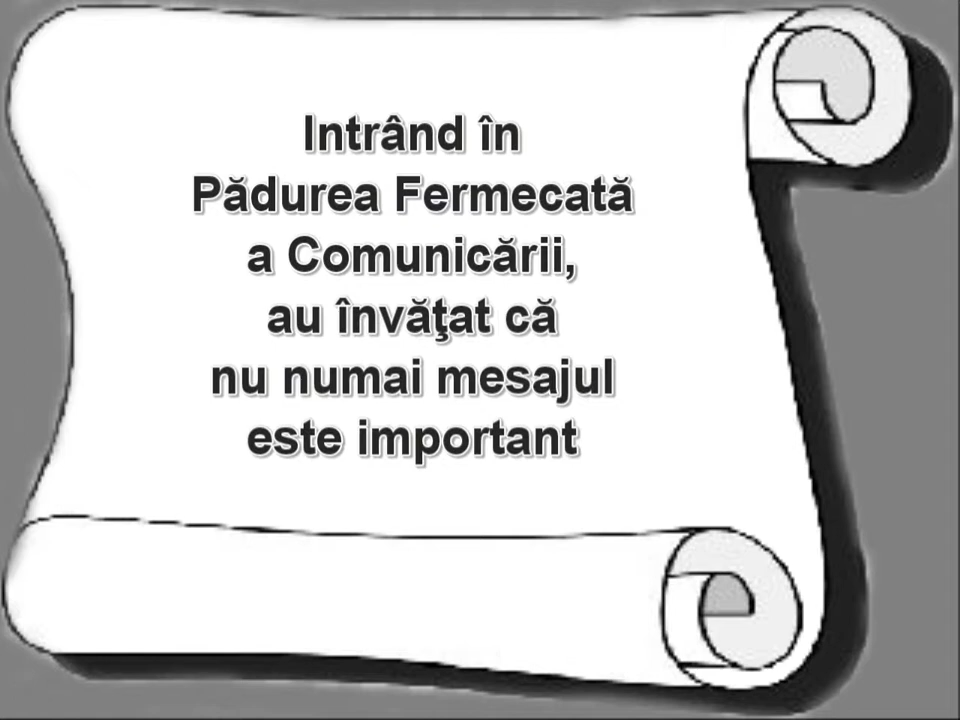 Intrând în
Pădurea Fermecată
a Comunicării,
au învăţat că
nu numai mesajul
este important